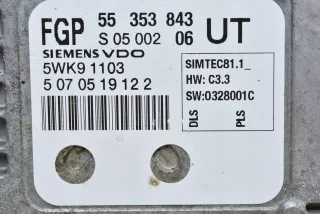 FGP 55 353 843 UT
S 05 002 06
SIEMENS VDO
5WK9 1103
5 07 05 19 12 2
SIMTEC81.1_
HW: C3.3
SW:0328001C
DLS
PLS